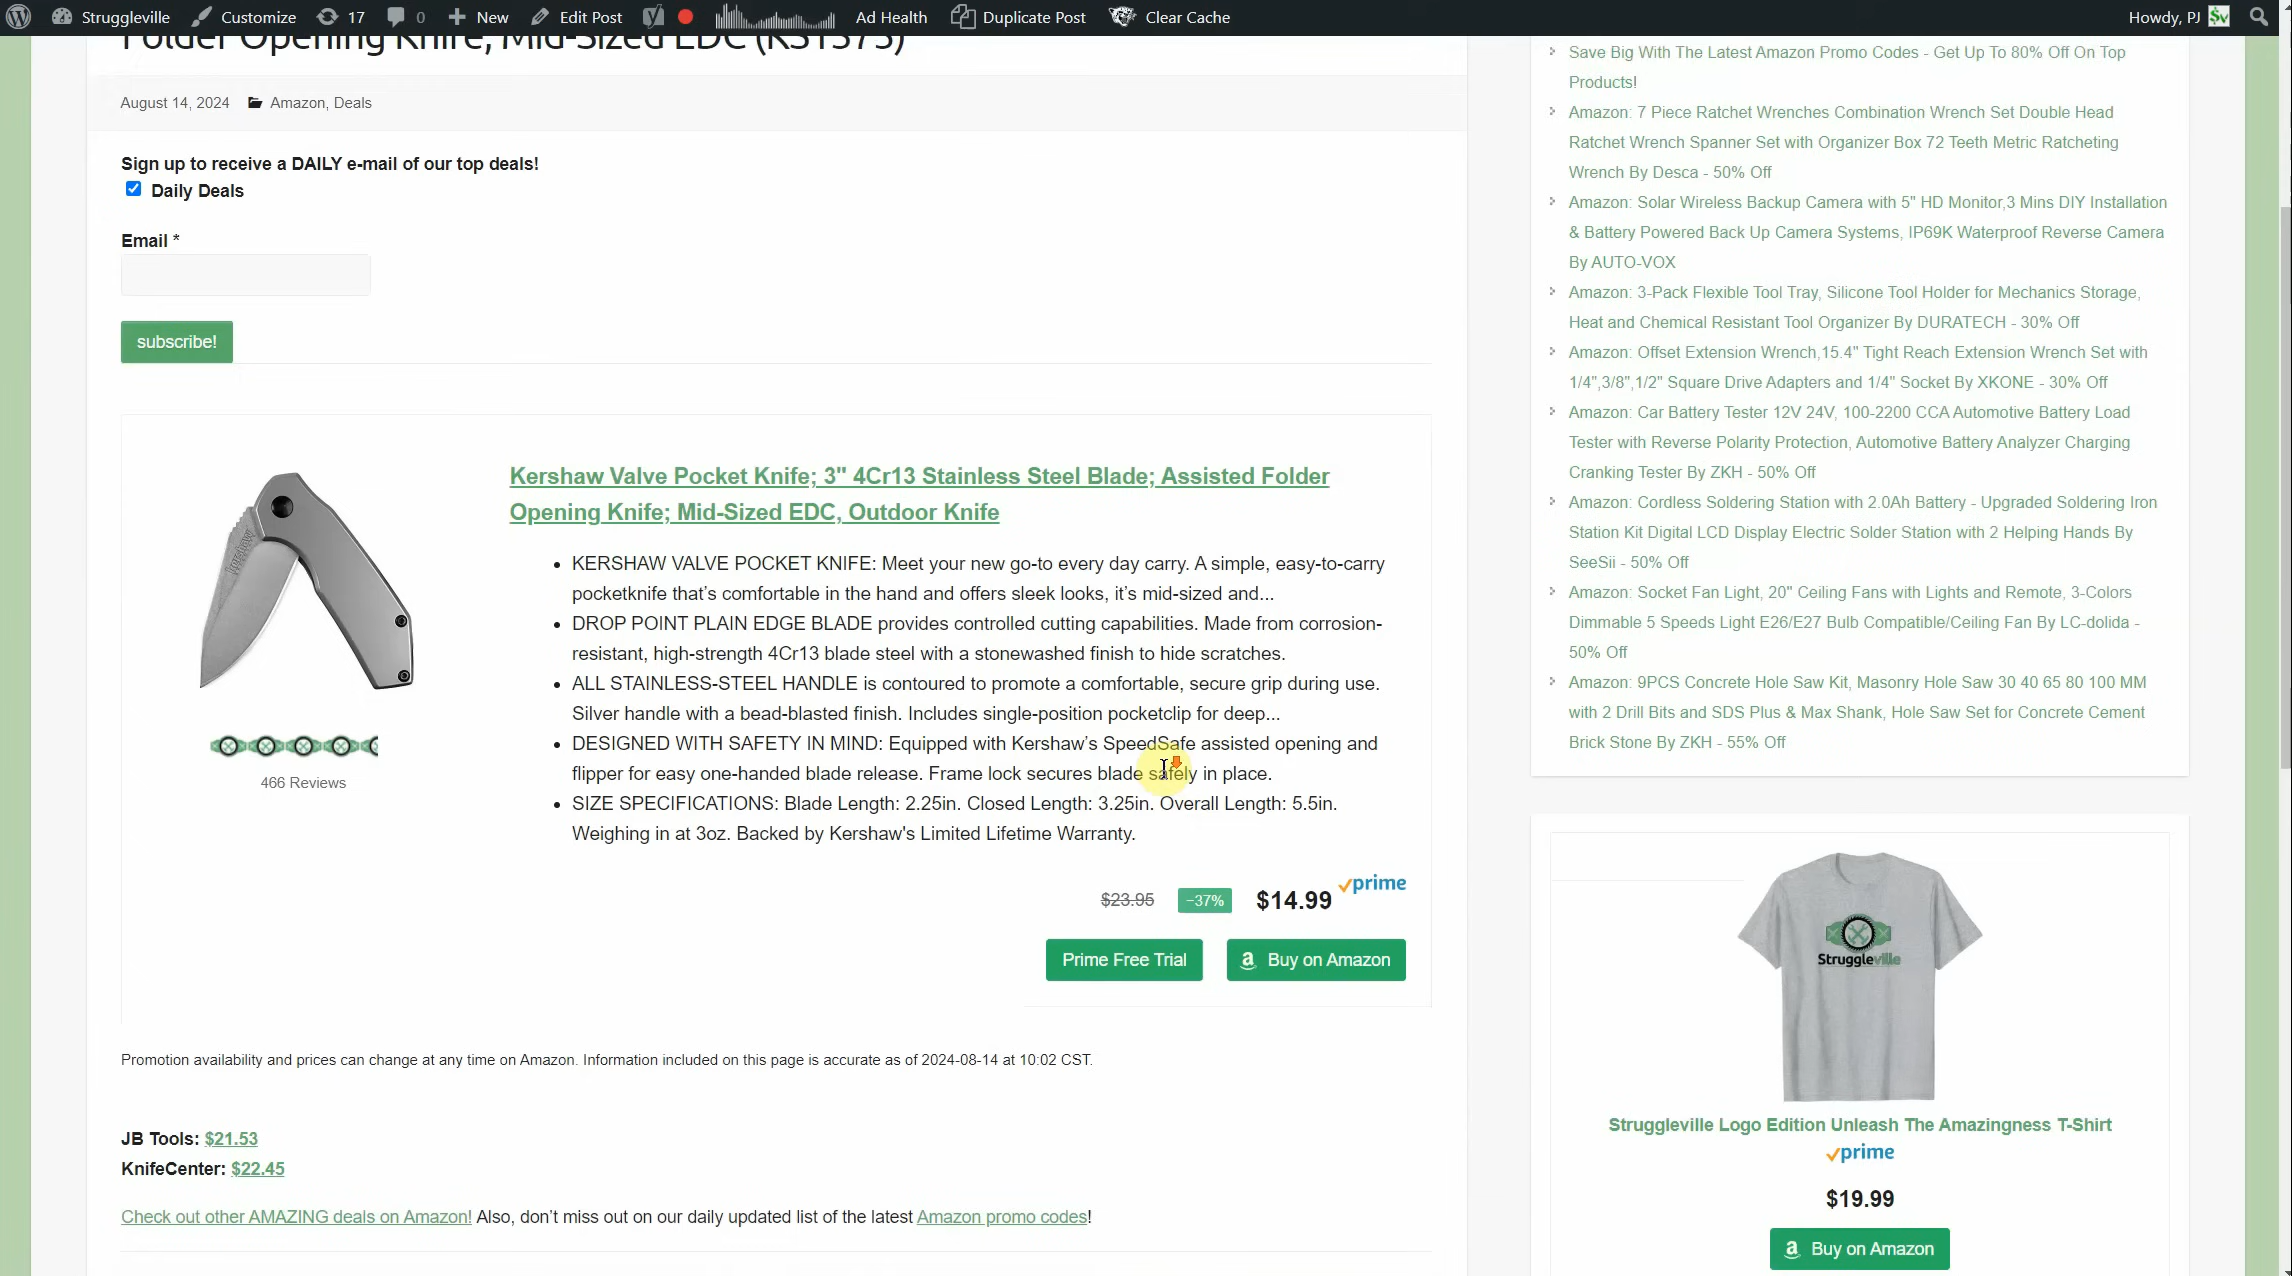 Struggleville
Customize
17
0
New
Edit Post
Ad Health
Duplicate Post
Clear Cache
Howdy, PJ
Folder Opening Knife, Mid-Sized EDC (KS1375)
August 14, 2024
Amazon, Deals
Sign up to receive a DAILY e-mail of our top deals!
Daily Deals
Email *
subscribe!
Kershaw Valve Pocket Knife; 3" 4Cr13 Stainless Steel Blade; Assisted Folder
Opening Knife; Mid-Sized EDC, Outdoor Knife
KERSHAW VALVE POCKET KNIFE: Meet your new go-to every day carry. A simple, easy-to-carry
pocketknife that’s comfortable in the hand and offers sleek looks, it’s mid-sized and...
DROP POINT PLAIN EDGE BLADE provides controlled cutting capabilities. Made from corrosion-
resistant, high-strength 4Cr13 blade steel with a stonewashed finish to hide scratches.
ALL STAINLESS-STEEL HANDLE is contoured to promote a comfortable, secure grip during use.
Silver handle with a bead-blasted finish. Includes single-position pocketclip for deep...
DESIGNED WITH SAFETY IN MIND: Equipped with Kershaw’s SpeedSafe assisted opening and
flipper for easy one-handed blade release. Frame lock secures blade safely in place.
SIZE SPECIFICATIONS: Blade Length: 2.25in. Closed Length: 3.25in. Overall Length: 5.5in.
Weighing in at 3oz. Backed by Kershaw's Limited Lifetime Warranty.
kershaw
466 Reviews
$23.95
−37%
$14.99
prime
Prime Free Trial
Buy on Amazon
Promotion availability and prices can change at any time on Amazon. Information included on this page is accurate as of 2024-08-14 at 10:02 CST.
JB Tools: $21.53
KnifeCenter: $22.45
Check out other AMAZING deals on Amazon! Also, don’t miss out on our daily updated list of the latest Amazon promo codes!
Save Big With The Latest Amazon Promo Codes - Get Up To 80% Off On Top
Products!
Amazon: 7 Piece Ratchet Wrenches Combination Wrench Set Double Head
Ratchet Wrench Spanner Set with Organizer Box 72 Teeth Metric Ratcheting
Wrench By Desca - 50% Off
Amazon: Solar Wireless Backup Camera with 5" HD Monitor,3 Mins DIY Installation
& Battery Powered Back Up Camera Systems, IP69K Waterproof Reverse Camera
By AUTO-VOX
Amazon: 3-Pack Flexible Tool Tray, Silicone Tool Holder for Mechanics Storage,
Heat and Chemical Resistant Tool Organizer By DURATECH - 30% Off
Amazon: Offset Extension Wrench,15.4" Tight Reach Extension Wrench Set with
1/4",3/8",1/2" Square Drive Adapters and 1/4" Socket By XKONE - 30% Off
Amazon: Car Battery Tester 12V 24V, 100-2200 CCA Automotive Battery Load
Tester with Reverse Polarity Protection, Automotive Battery Analyzer Charging
Cranking Tester By ZKH - 50% Off
Amazon: Cordless Soldering Station with 2.0Ah Battery - Upgraded Soldering Iron
Station Kit Digital LCD Display Electric Solder Station with 2 Helping Hands By
SeeSii - 50% Off
Amazon: Socket Fan Light, 20" Ceiling Fans with Lights and Remote, 3-Colors
Dimmable 5 Speeds Light E26/E27 Bulb Compatible/Ceiling Fan By LC-dolida -
50% Off
Amazon: 9PCS Concrete Hole Saw Kit, Masonry Hole Saw 30 40 65 80 100 MM
with 2 Drill Bits and SDS Plus & Max Shank, Hole Saw Set for Concrete Cement
Brick Stone By ZKH - 55% Off
Struggleville
Struggleville Logo Edition Unleash The Amazingness T-Shirt
prime
$19.99
Buy on Amazon